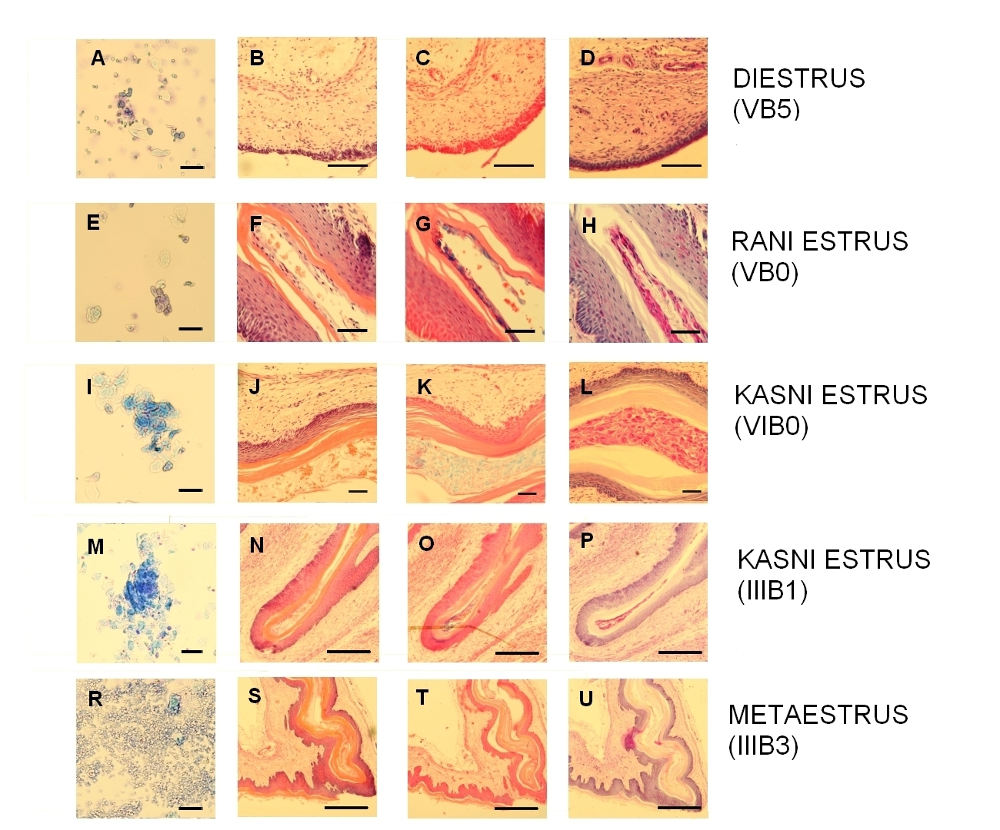 A B C D
DIESTRUS
(VB5)
E F G H
RANI ESTRUS
(VB0)
I J K L
KASNI ESTRUS
(VIB0)
M N O P
KASNI ESTRUS
(IIIB1)
R S T U
METAESTRUS
(IIIB3)